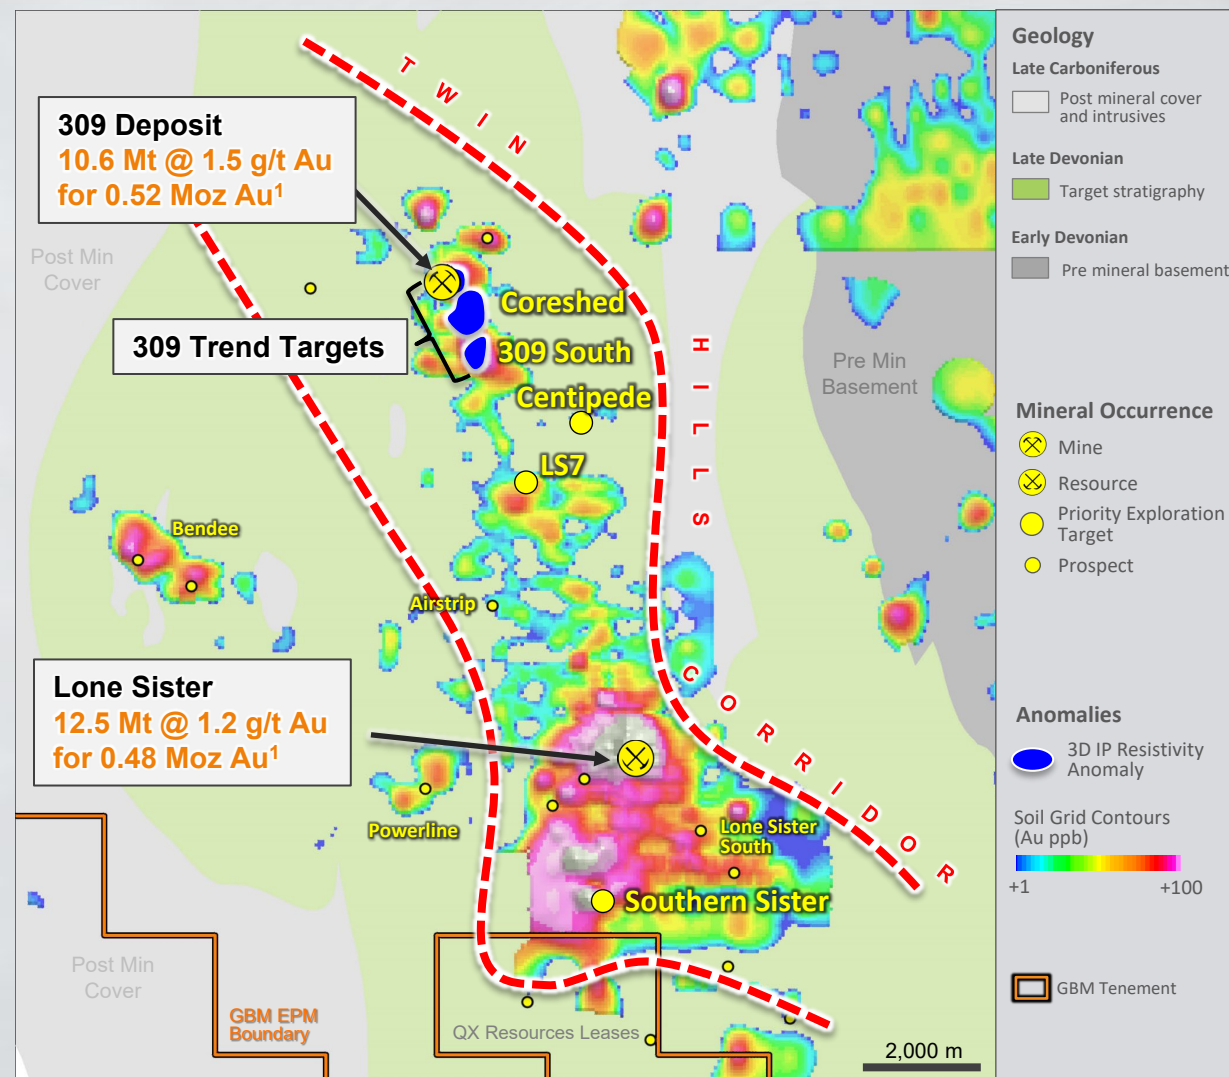 TWIN
HILLS
CORRIDOR
309 Deposit
10.6 Mt @ 1.5 g/t Au
for 0.52 Moz Au¹
Post Min
Cover
309 Trend Targets
Coreshed
309 South
Centipede
LS7
Pre Min
Basement
Bendee
Airstrip
Lone Sister
12.5 Mt @ 1.2 g/t Au
for 0.48 Moz Au¹
Powerline
Lone Sister
South
Southern Sister
Post Min
Cover
GBM EPM
Boundary
QX Resources Leases
2,000 m
Geology
Late Carboniferous
Post mineral cover
and intrusives
Late Devonian
Target stratigraphy
Early Devonian
Pre mineral basement
Mineral Occurrence
Mine
Resource
Priority Exploration
Target
Prospect
Anomalies
3D IP Resistivity
Anomaly
Soil Grid Contours
(Au ppb)
+1 +100
GBM Tenement